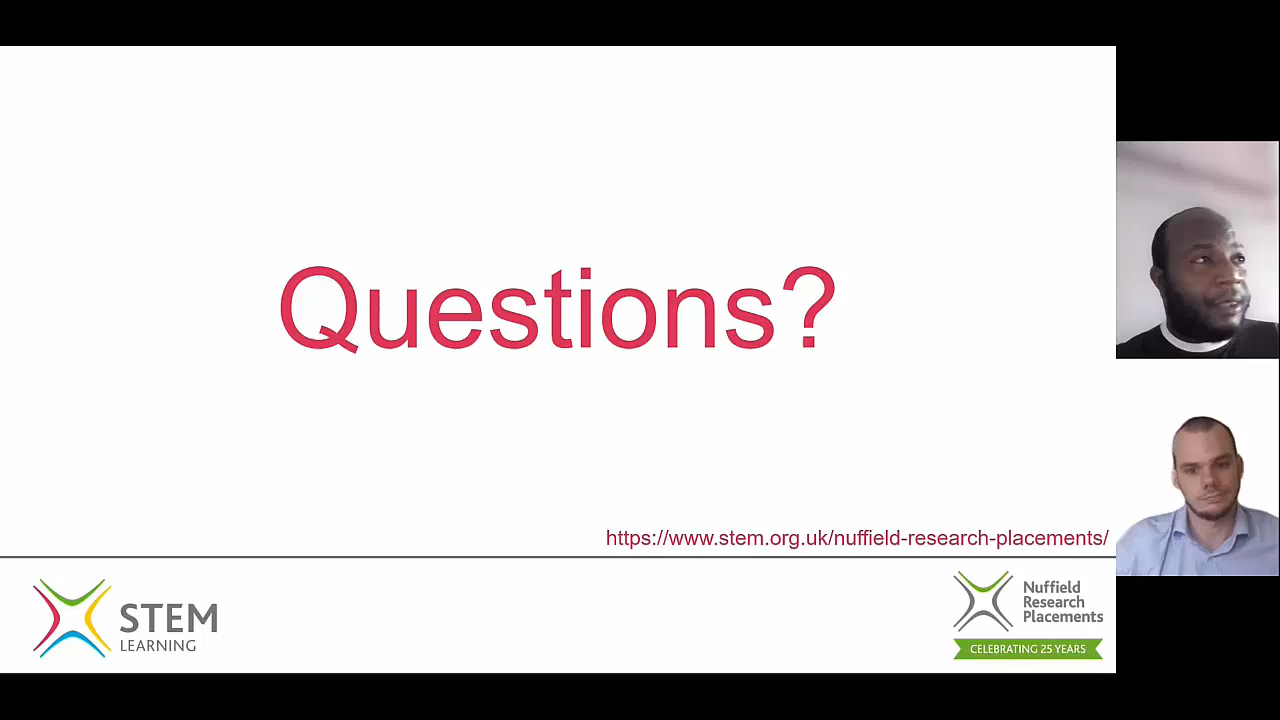 Questions?
https://www.stem.org.uk/nuffield-research-placements/
STEM
LEARNING
Nuffield
Research
Placements
CELEBRATING 25 YEARS